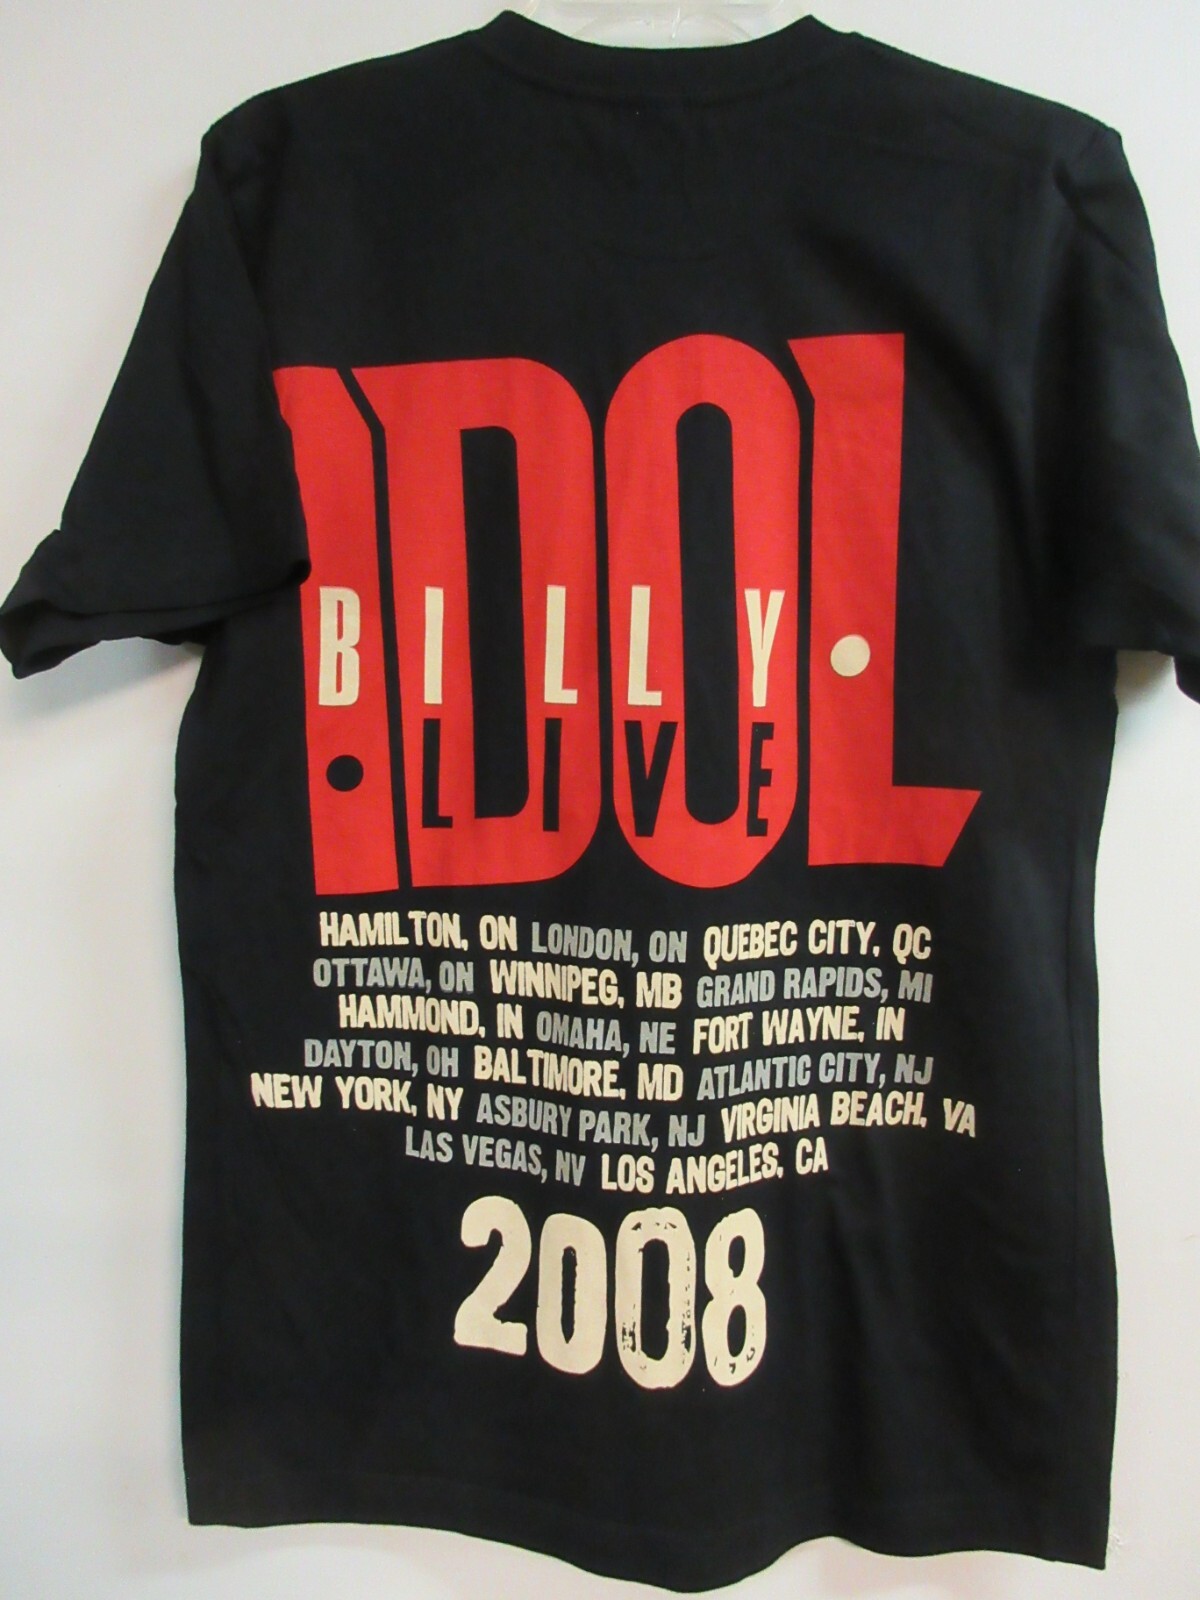 IDOL
BILLY
LIVE
HAMILTON, ON LONDON, ON QUEBEC CITY, QC
OTTAWA, ON WINNIPEG, MB GRAND RAPIDS, MI
HAMMOND, IN OMAHA, NE FORT WAYNE, IN
DAYTON, OH BALTIMORE, MD ATLANTIC CITY, NJ
NEW YORK, NY ASBURY PARK, NJ VIRGINIA BEACH, VA
LAS VEGAS, NV LOS ANGELES, CA
2008